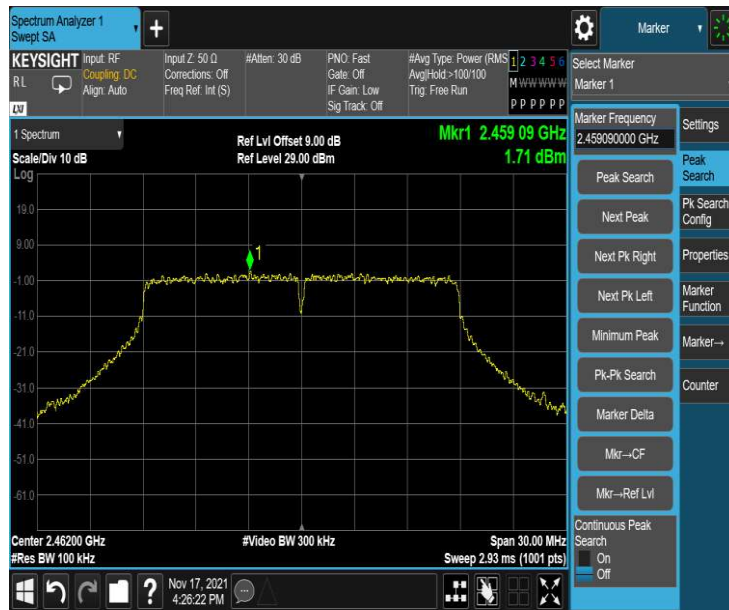 Spectrum Analyzer 1
Swept SA
+
Marker
KEYSIGHT
RL
LXI
Input: RF
Coupling: DC
Align: Auto
Input Z: 50 Ω
Corrections: Off
Freq Ref: Int (S)
#Atten: 30 dB
PNO: Fast
Gate: Off
IF Gain: Low
Sig Track: Off
#Avg Type: Power (RMS
Avg|Hold:>100/100
Trig: Free Run
1 2 3 4 5 6
M W W W W W
P P P P P P
Select Marker
Marker 1
1 Spectrum
Scale/Div 10 dB
Log
Ref Lvl Offset 9.00 dB
Ref Level 29.00 dBm
Mkr1 2.459 09 GHz
1.71 dBm
19.0
9.00
-1.00
-11.0
-21.0
-31.0
-41.0
-51.0
-61.0
1
Center 2.46200 GHz
#Res BW 100 kHz
#Video BW 300 kHz
Span 30.00 MHz
Sweep 2.93 ms (1001 pts)
Marker Frequency
2.459090000 GHz
Peak Search
Next Peak
Next Pk Right
Next Pk Left
Minimum Peak
Pk-Pk Search
Marker Delta
Mkr→CF
Mkr→Ref Lvl
Continuous Peak
Search
On
Off
Settings
Peak
Search
Pk Search
Config
Properties
Marker
Function
Marker→
Counter
?
Nov 17, 2021
4:26:22 PM